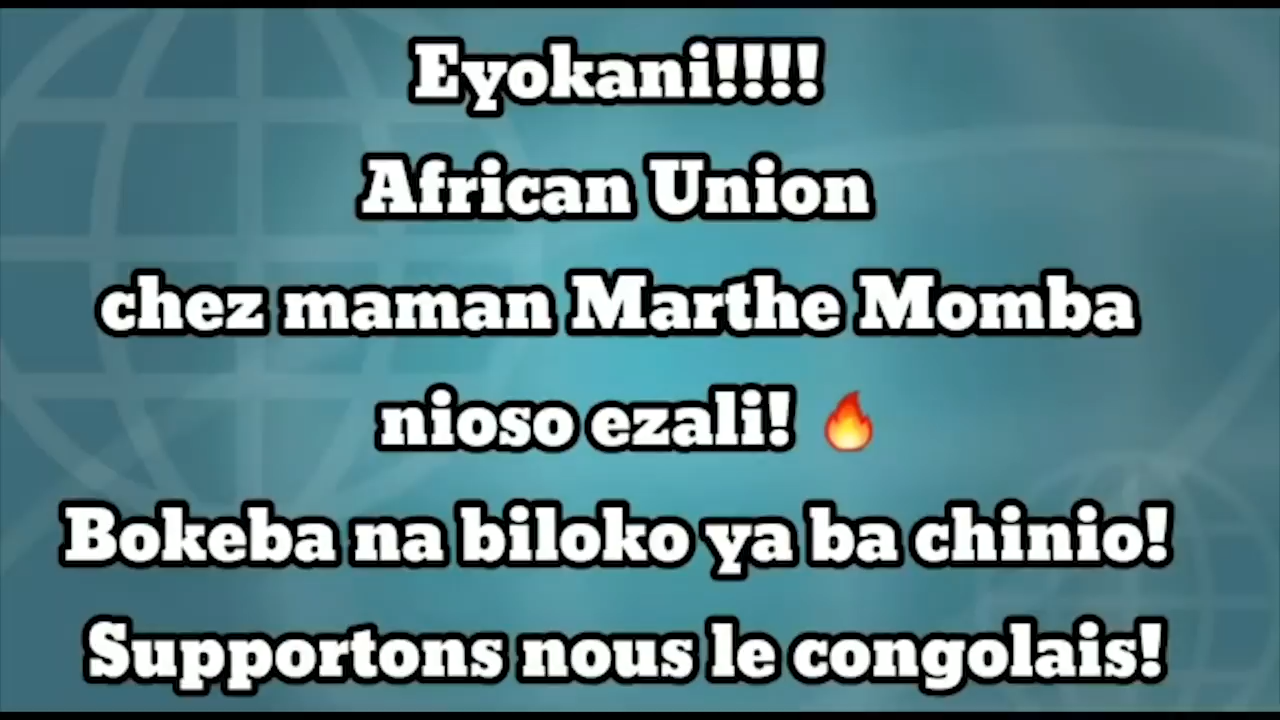 Eyokani!!!!
African Union
chez maman Marthe Momba
nioso ezali! 🔥
Bokeba na biloko ya ba chinio!
Supportons nous le congolais!